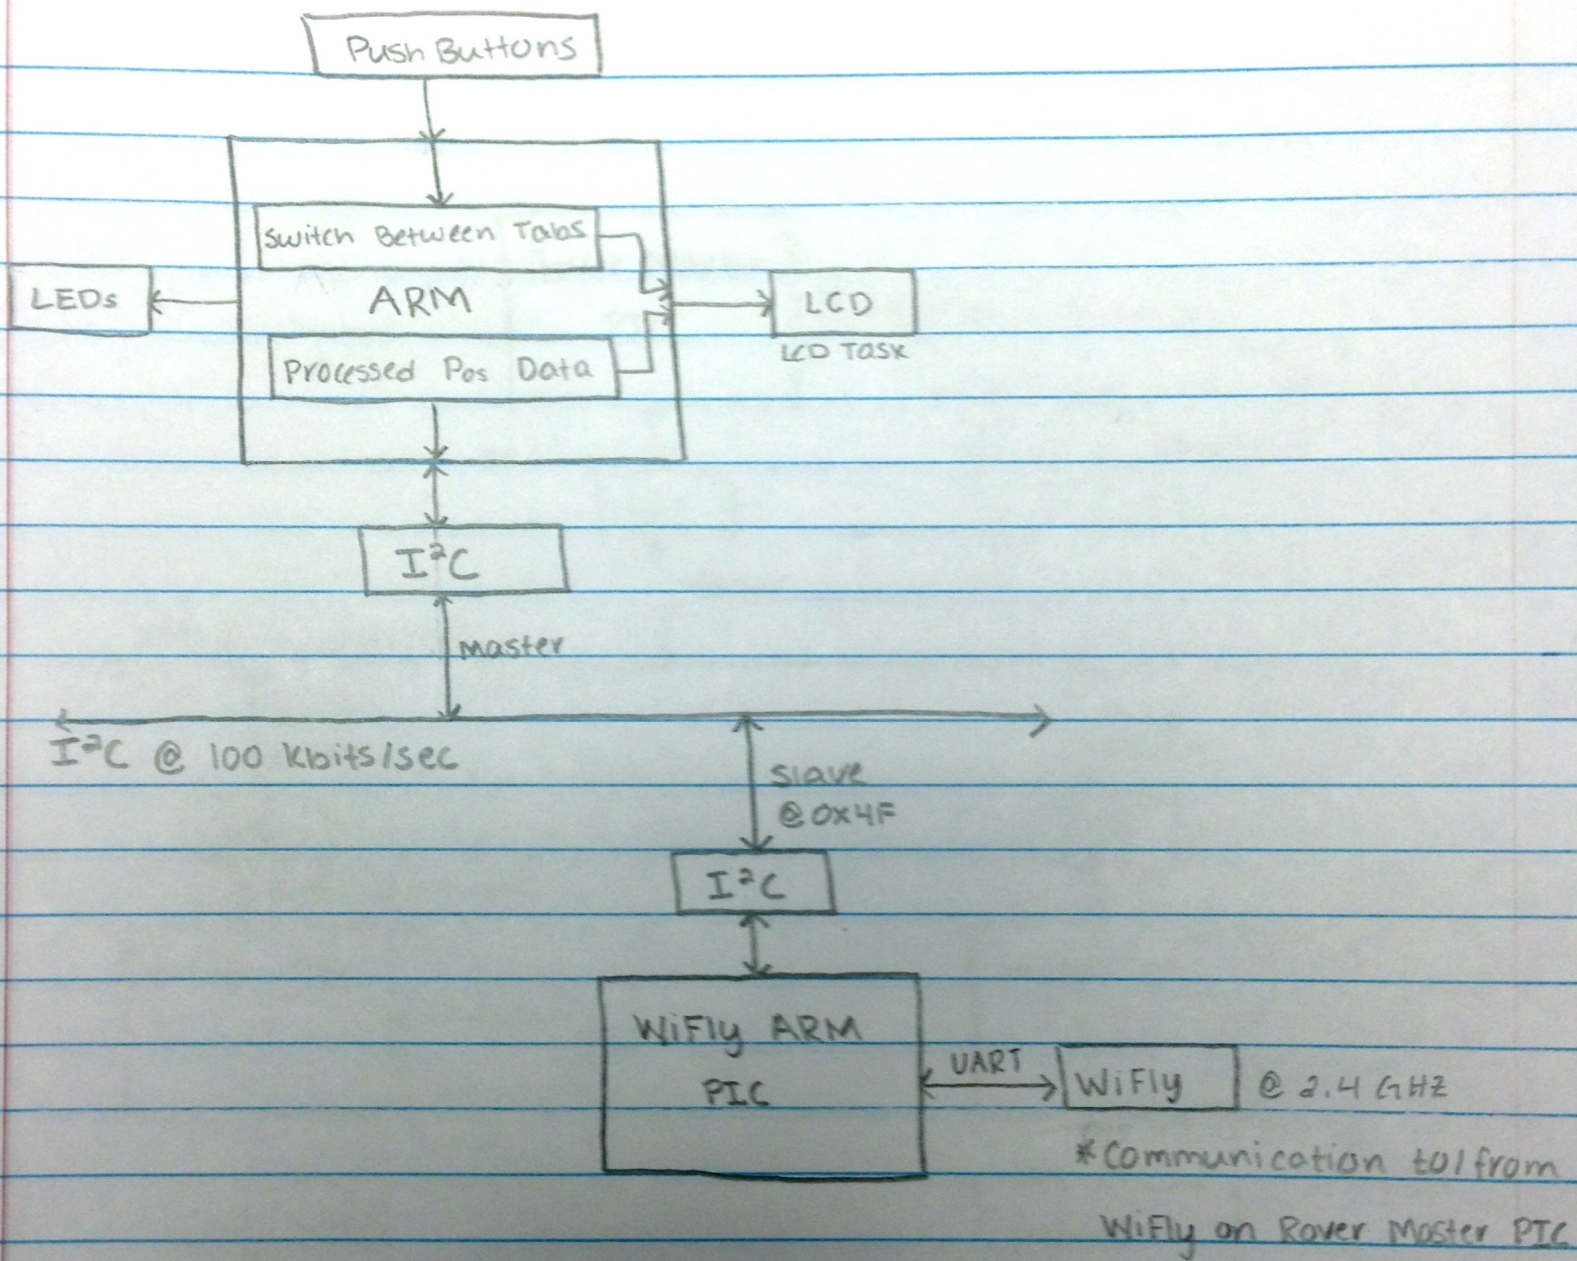 Push Buttons
Switch Between Tabs
LEDs
ARM
LCD
LCD Task
Processed Pos Data
I²C
Master
I²C @ 100 Kbits/sec
Slave
@ 0x4F
I²C
WiFly ARM
PIC
UART
WiFly
@ 2.4 GHZ
*Communication to/from
WiFly on Rover Master PIC